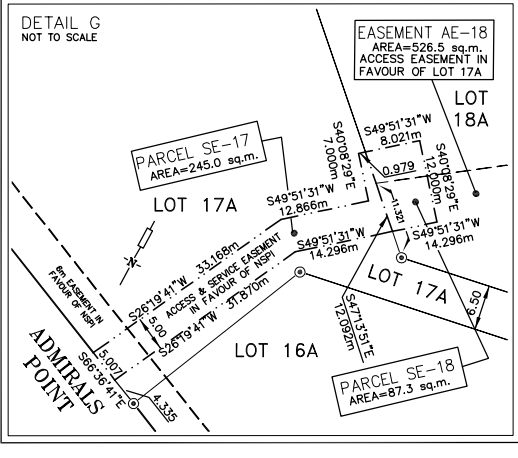 DETAIL G
NOT TO SCALE
EASEMENT AE-18
AREA=526.5 sq.m.
ACCESS EASEMENT IN
FAVOUR OF LOT 17A
LOT
18A
S49°51'31"W
8.021m
S40°08'29"E
7.000m
S40°08'29"E
12.000m
0.979
PARCEL SE-17
AREA=245.0 sq.m.
S49°51'31"W
12.866m
11.321
LOT 17A
S49°51'31"W
14.296m
S49°51'31"W
14.296m
N
6m EASEMENT IN
FAVOUR OF NSPI
S26°19'41"W 33.168m
ACCESS & SERVICE EASEMENT
IN FAVOUR OF NSPI
5.00
S26°19'41"W 31.870m
LOT 17A
6.50
S47°13'51"E
12.092m
5.007
S66°36'41"E
ADMIRALS
POINT
LOT 16A
4.335
PARCEL SE-18
AREA=87.3 sq.m.